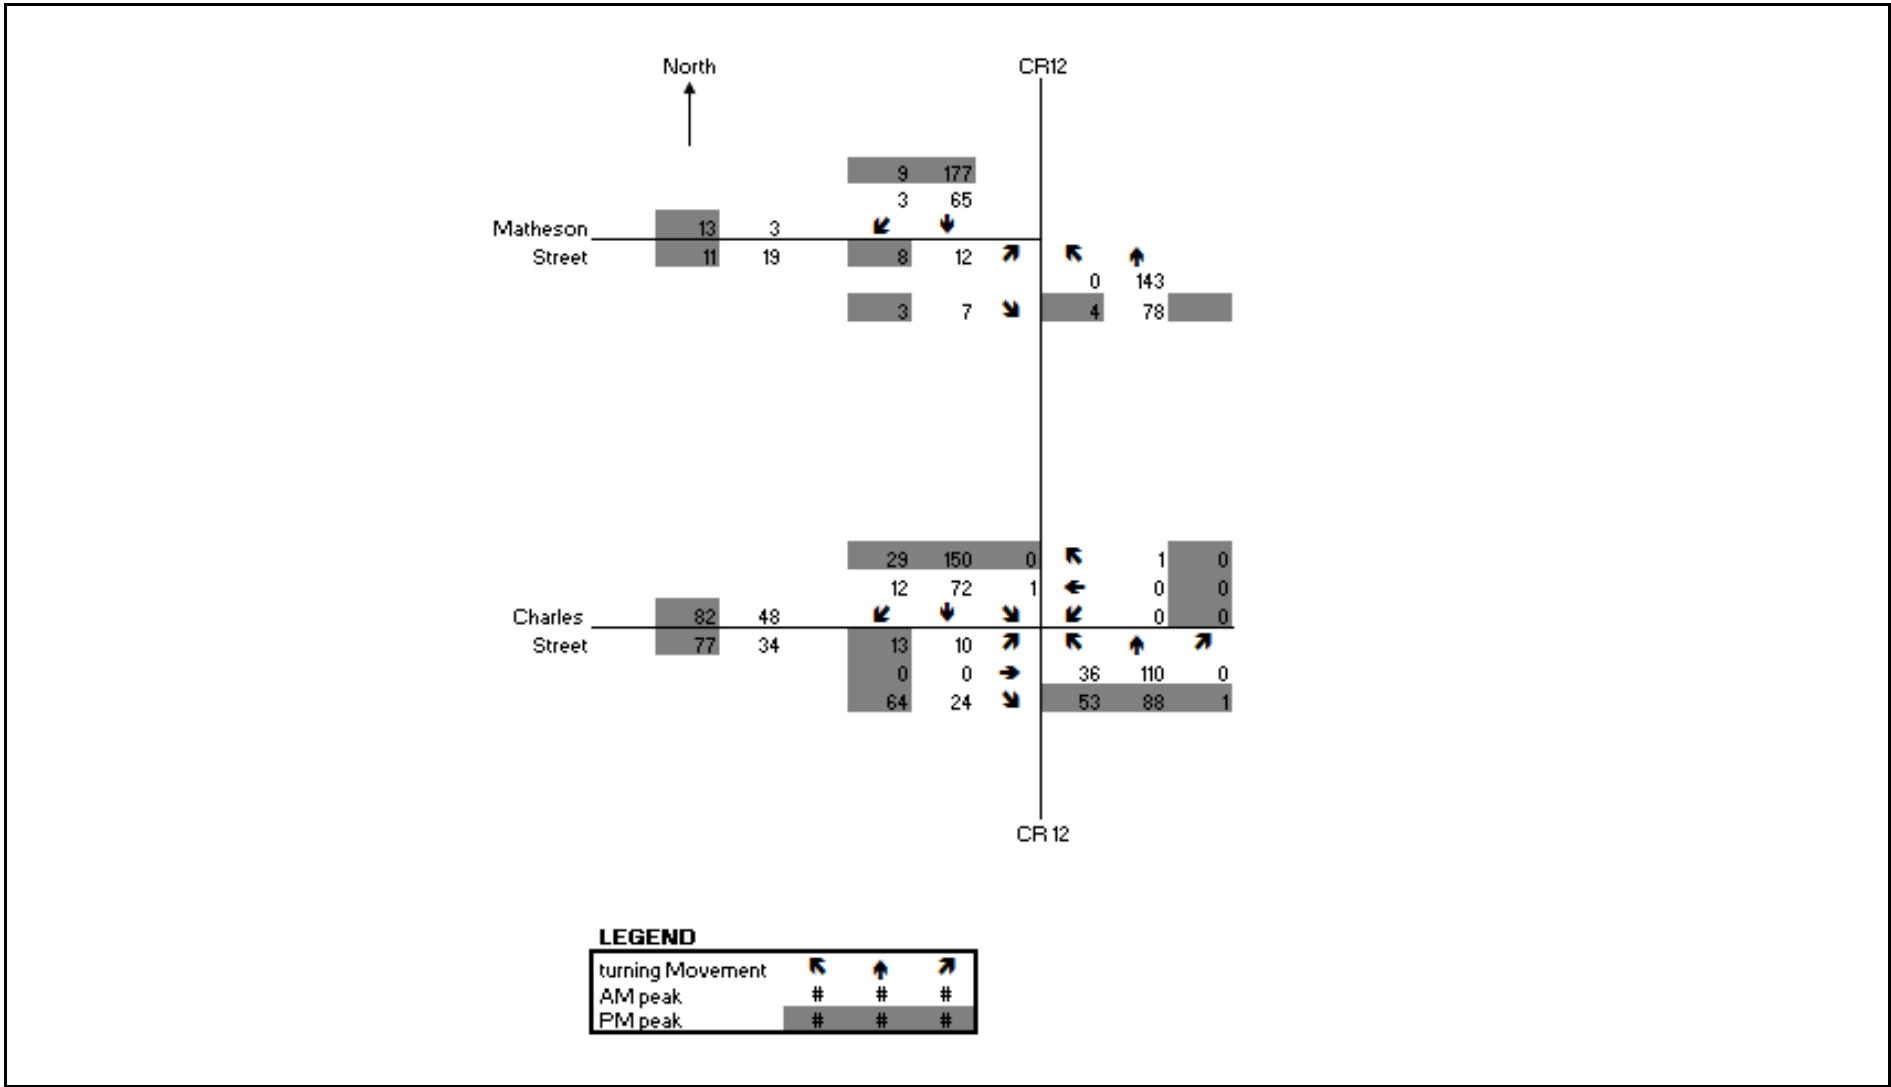 North CR12
9 177
3 65
Matheson 13 3
Street 11 19 8 12
0 143
3 7 4 78
29 150 0 1 0
12 72 1 0 0
Charles 82 48 0 0
Street 77 34 13 10
0 0 36 110 0
64 24 53 88 1
CR 12
LEGEND
turning Movement
AM peak # # #
PM peak # # #